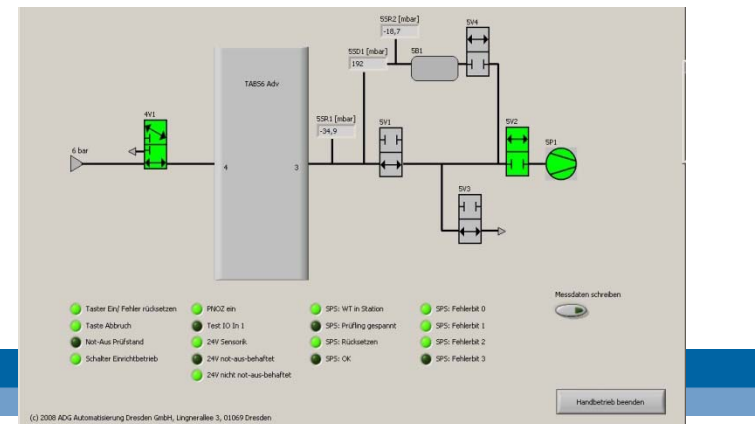 5SR2 [mbar]
-18,7
5V4
5SD1 [mbar]
192
5B1
TABS6 Adv
4V1
5SR1 [mbar]
-34,9
5V1
5V2
5P1
6 bar
4
3
5V3
Messdaten schreiben
Taster Ein/ Fehler rücksetzen
PNOZ ein
SPS: WT in Station
SPS: Fehlerbit 0
Taste Abbruch
Test IO In 1
SPS: Prüfling gespannt
SPS: Fehlerbit 1
Not-Aus Prüfstand
24V Sensorik
SPS: Rücksetzen
SPS: Fehlerbit 2
Schalter Einrichtbetrieb
24V not-aus-behaftet
SPS: OK
SPS: Fehlerbit 3
24V nicht not-aus-behaftet
Handbetrieb beenden
(c) 2008 ADG Automatisierung Dresden GmbH, Lingnerallee 3, 01069 Dresden